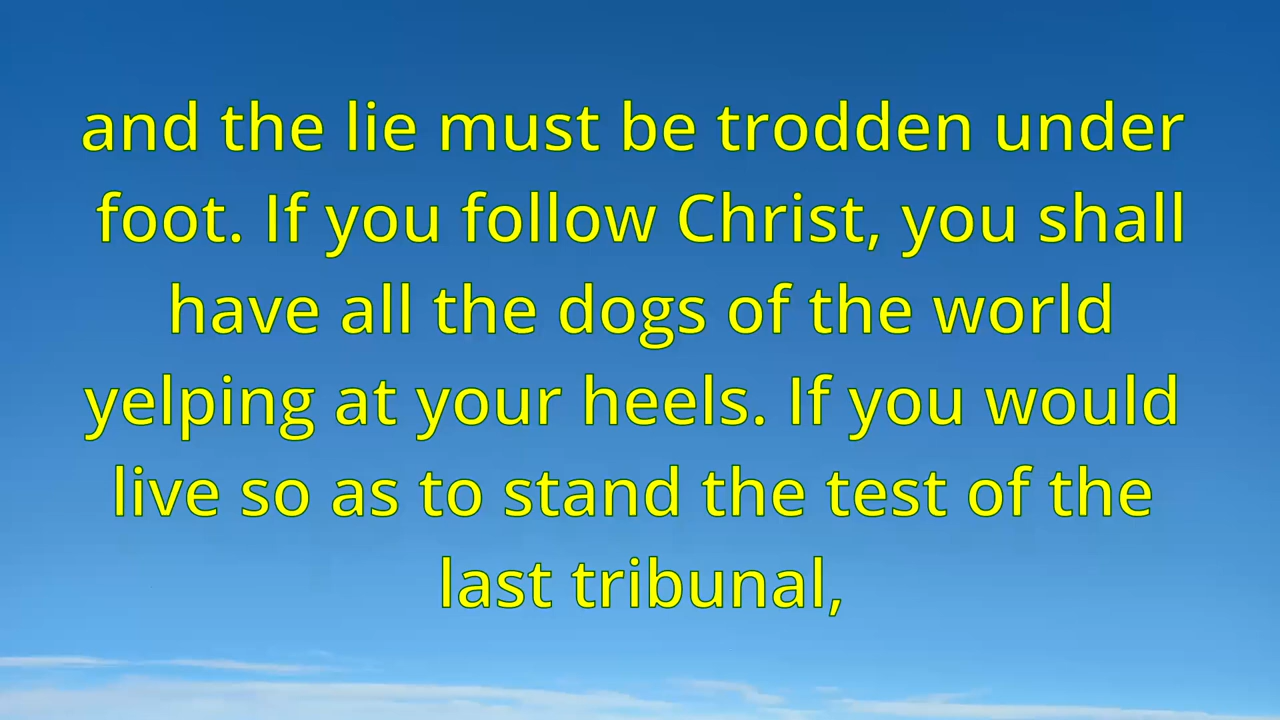 and the lie must be trodden under
foot. If you follow Christ, you shall
have all the dogs of the world
yelping at your heels. If you would
live so as to stand the test of the
last tribunal,